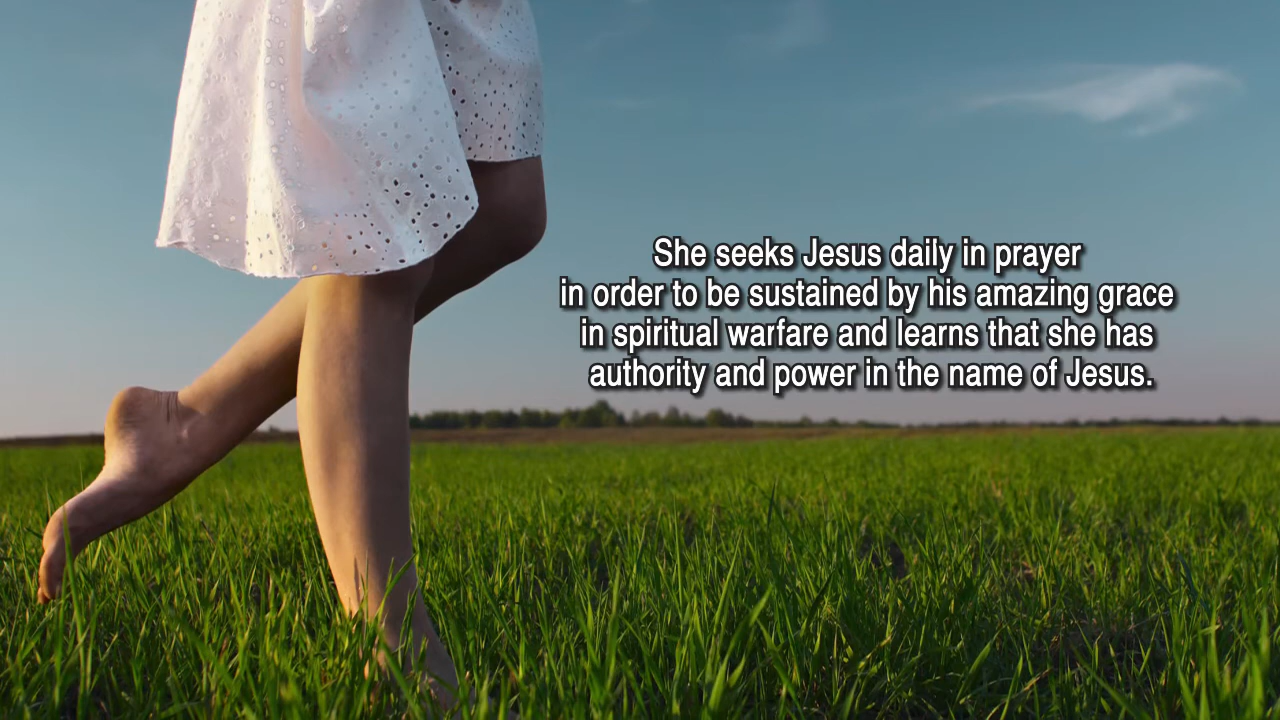 She seeks Jesus daily in prayer
in order to be sustained by his amazing grace
in spiritual warfare and learns that she has
authority and power in the name of Jesus.